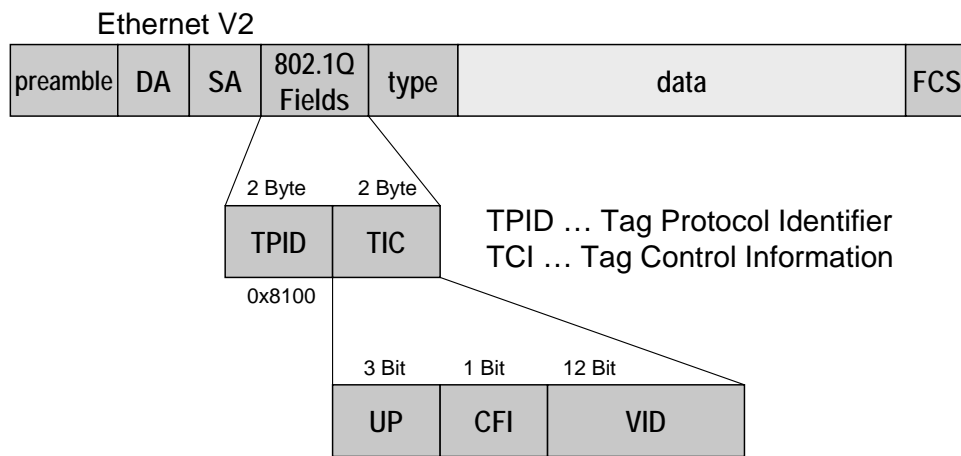 Ethernet V2
preamble DA SA 802.1Q Fields type data FCS
2 Byte 2 Byte
TPID TIC
0x8100
TPID … Tag Protocol Identifier
TCI … Tag Control Information
3 Bit 1 Bit 12 Bit
UP CFI VID